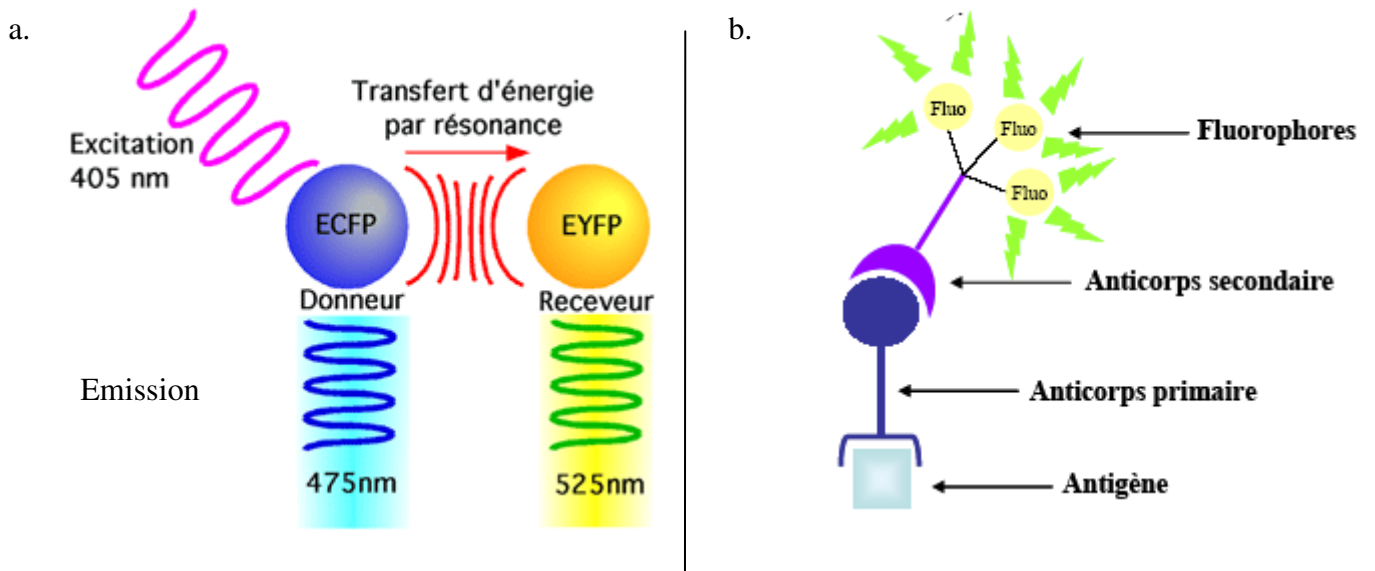 a.
Transfert d'énergie
par résonance
Excitation
405 nm
ECFP
EYFP
Donneur
Receveur
Emission
475nm
525nm
b.
Fluo
Fluo
Fluo
Fluorophores
Anticorps secondaire
Anticorps primaire
Antigène